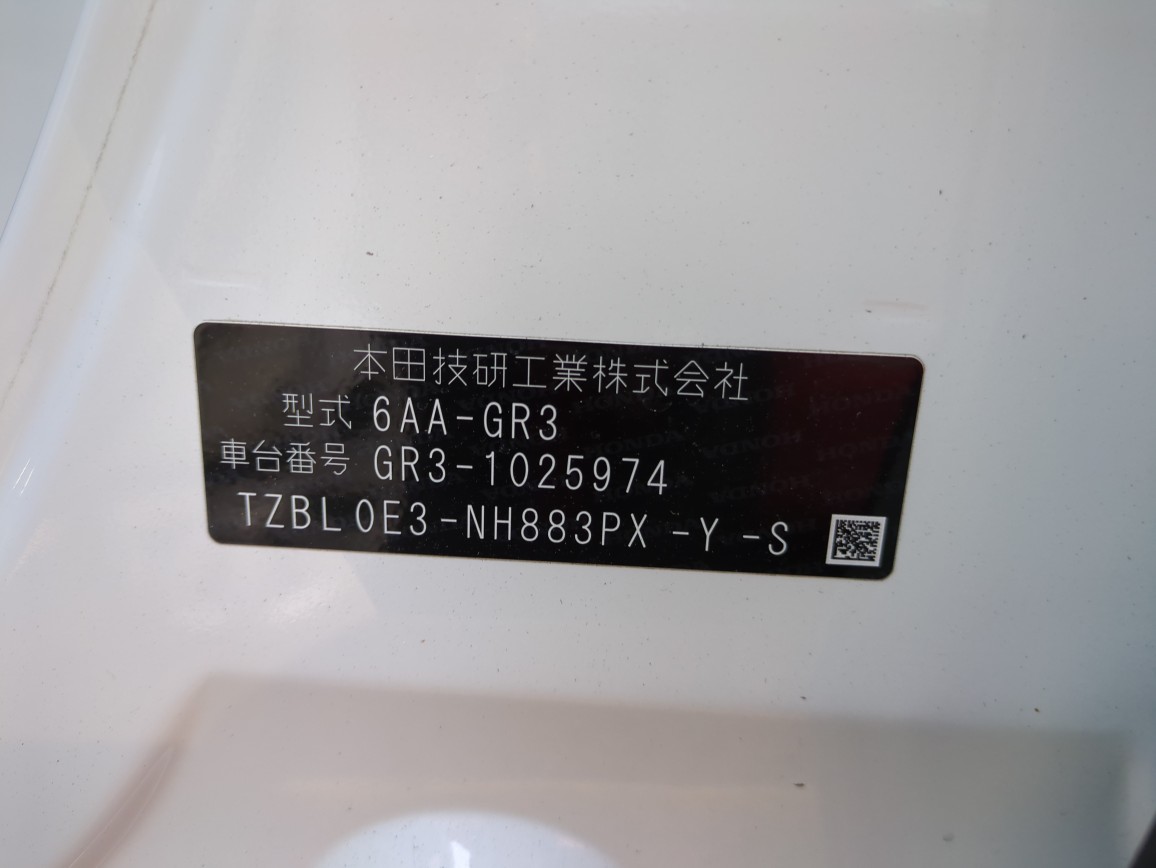 本田技研工業株式会社
型式 6AA-GR3
車台番号 GR3-1025974
TZBL0E3-NH883PX -Y -S